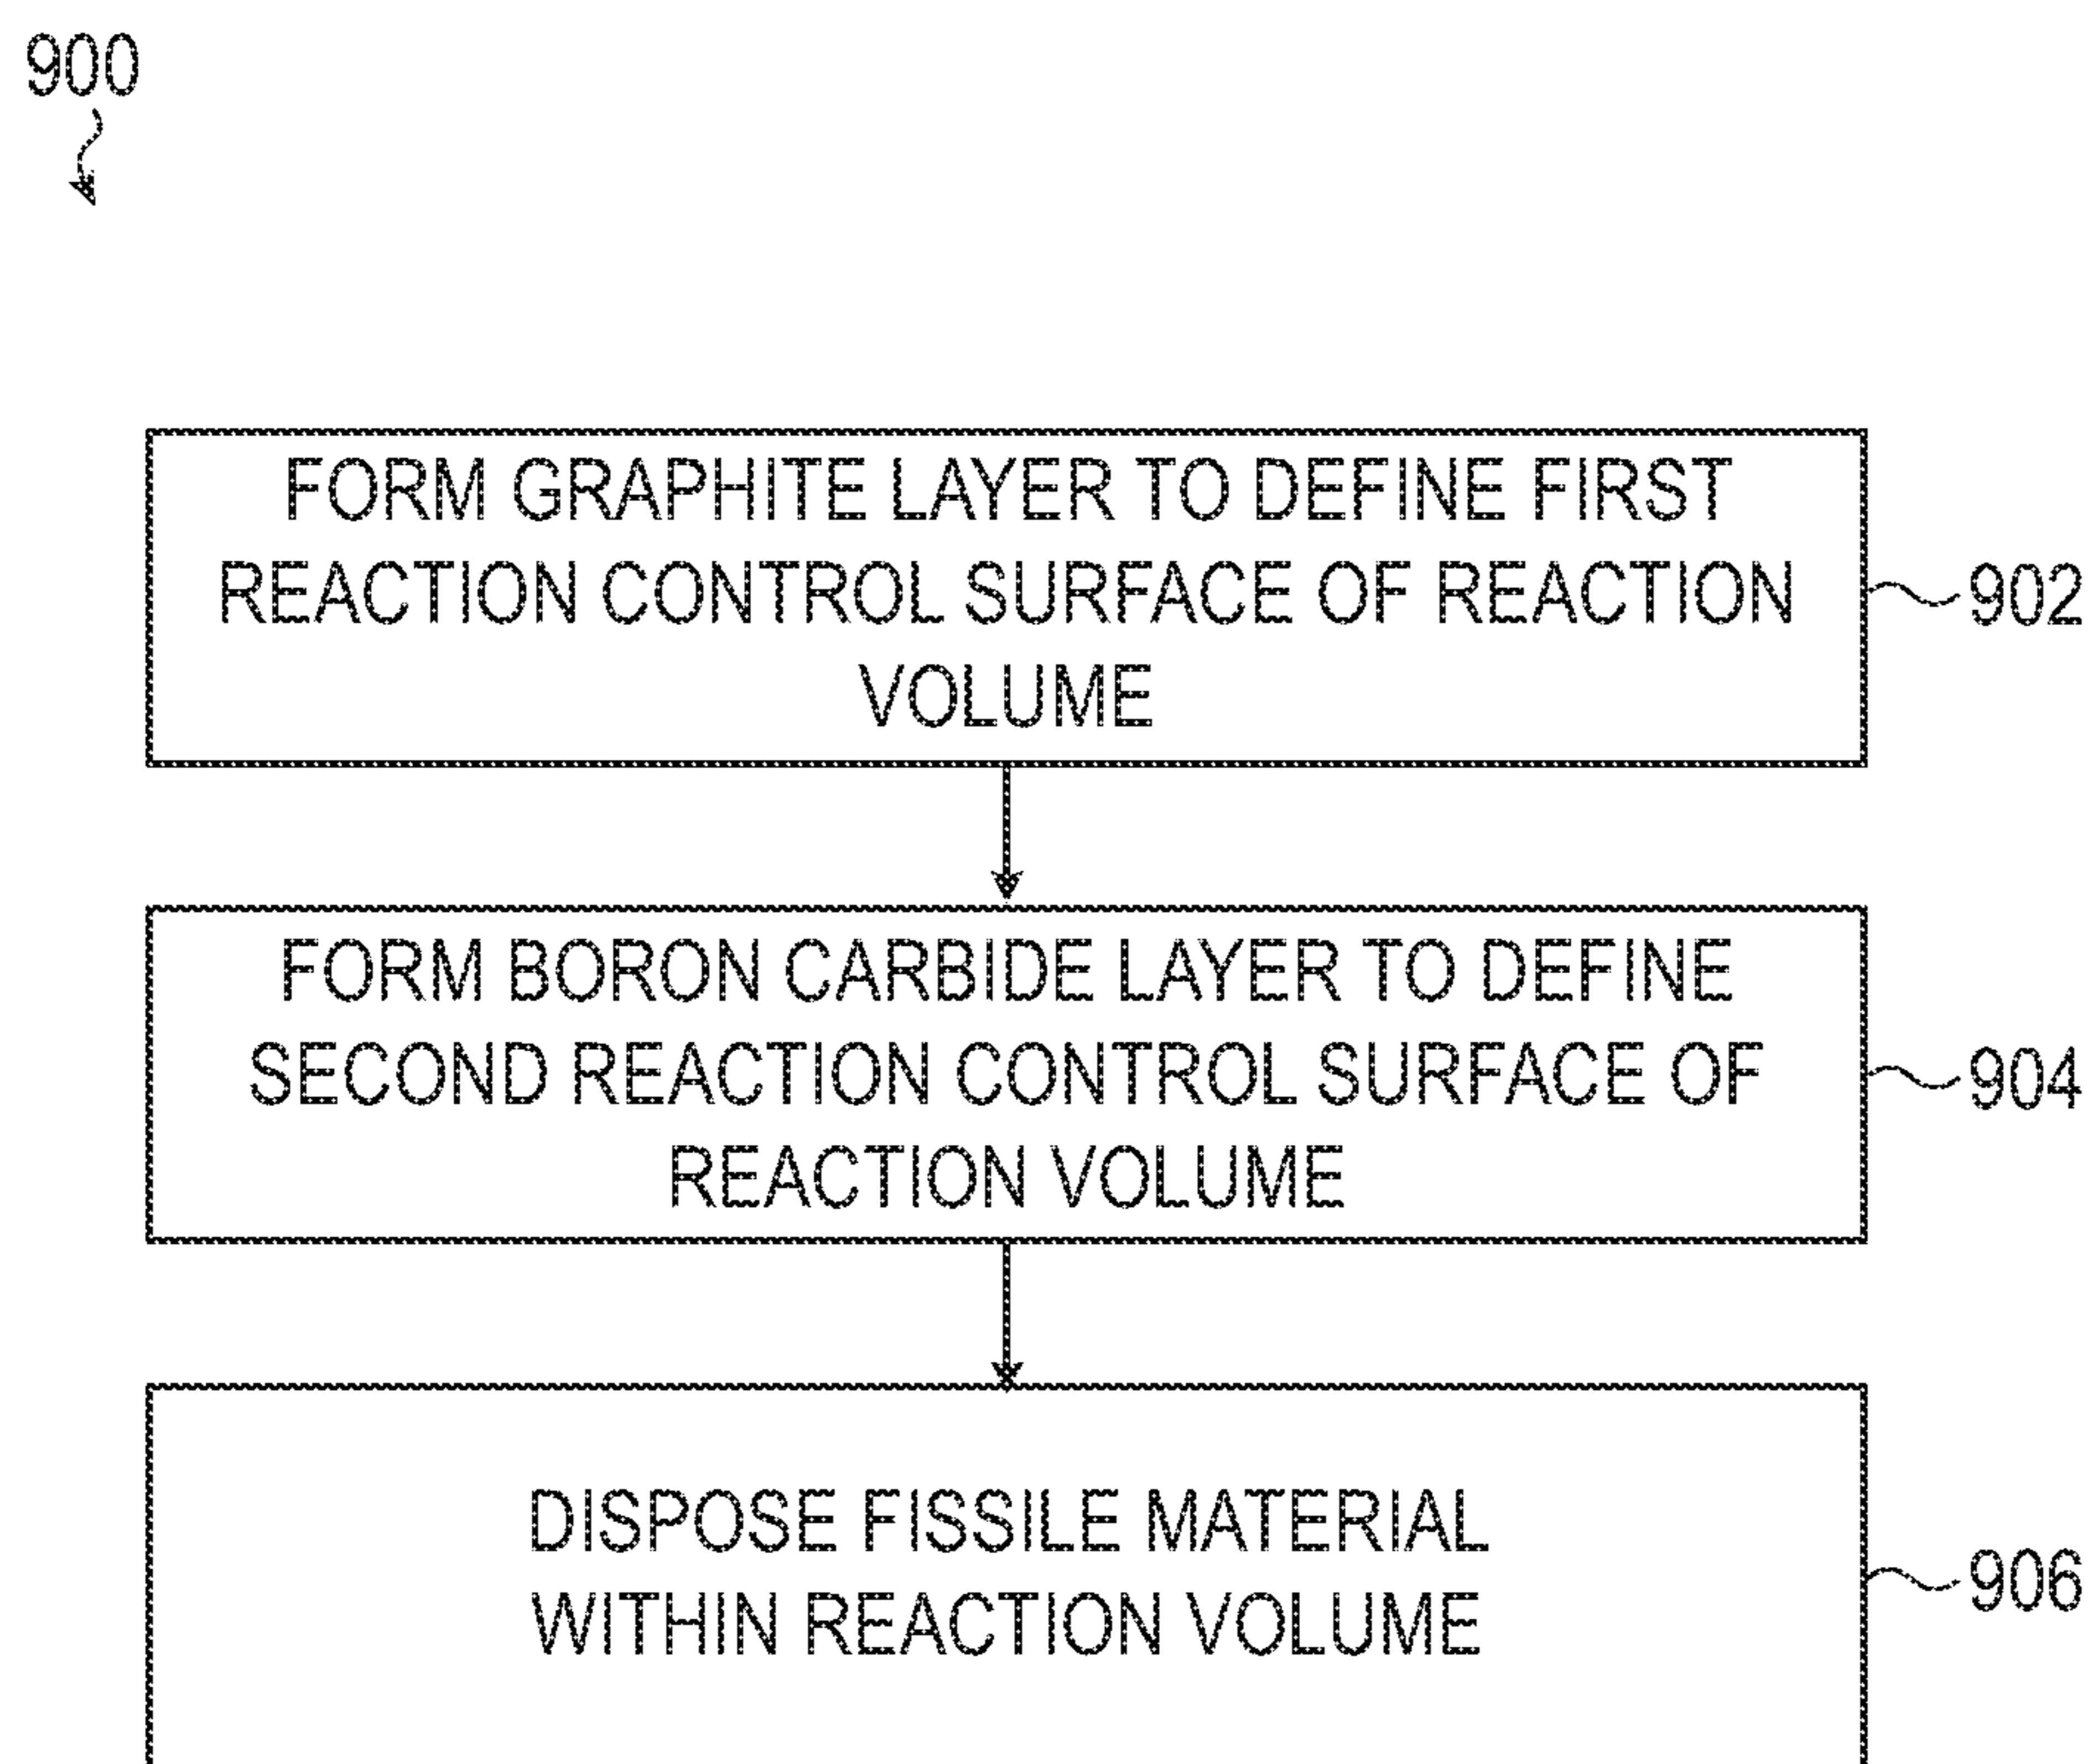 900
FORM GRAPHITE LAYER TO DEFINE FIRST
REACTION CONTROL SURFACE OF REACTION
VOLUME
902
FORM BORON CARBIDE LAYER TO DEFINE
SECOND REACTION CONTROL SURFACE OF
REACTION VOLUME
904
DISPOSE FISSILE MATERIAL
WITHIN REACTION VOLUME
906